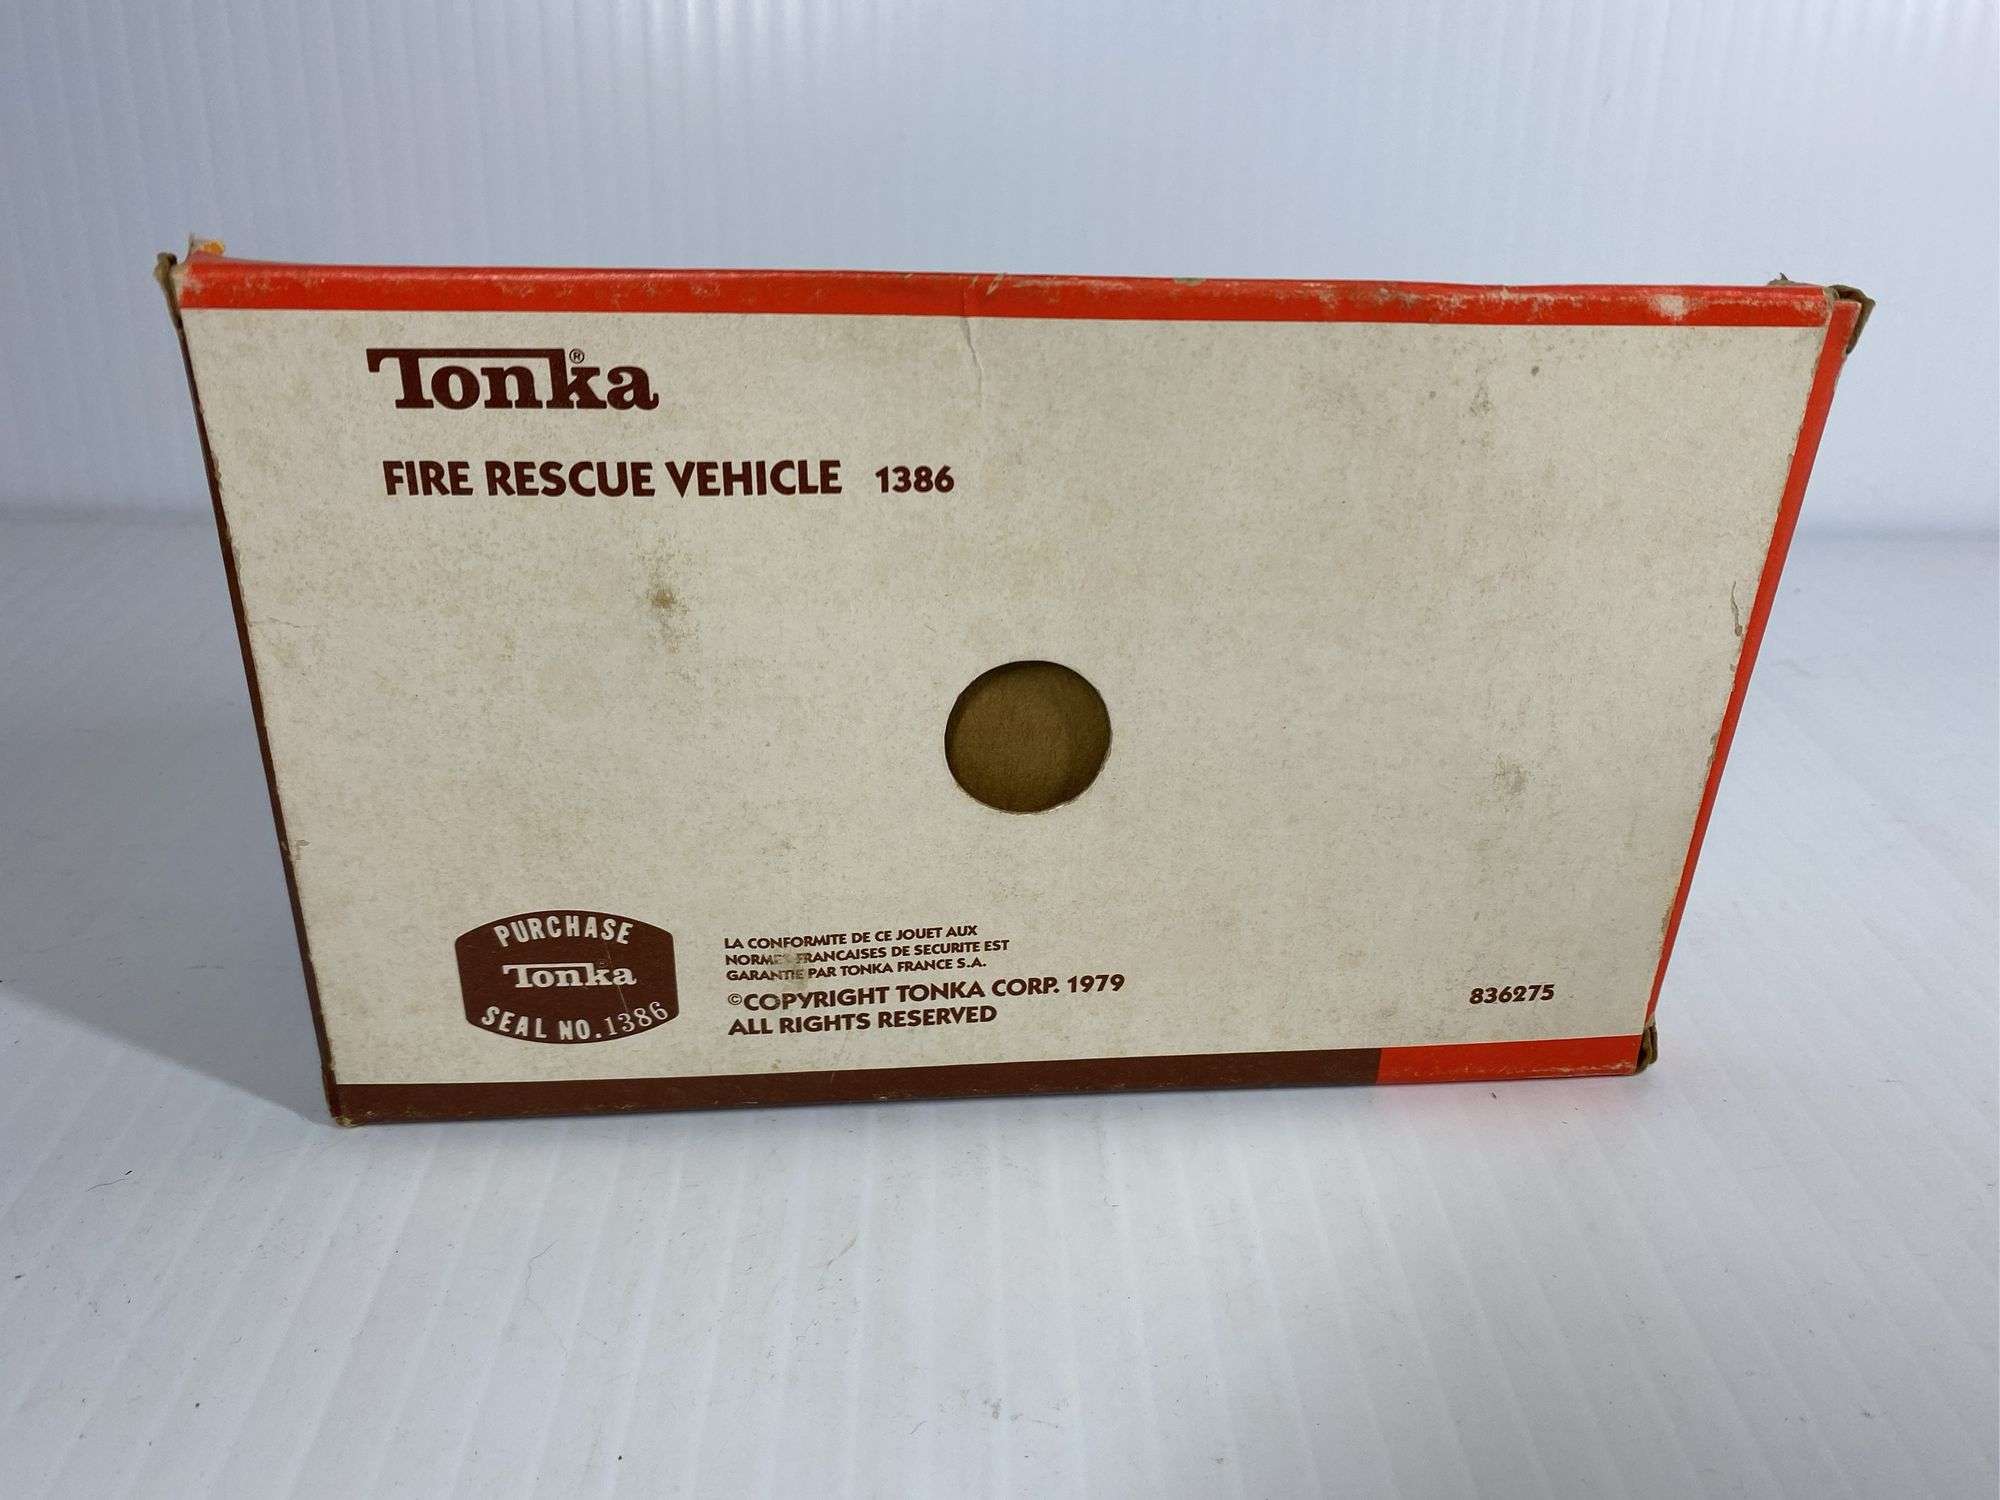 Tonka®
FIRE RESCUE VEHICLE 1386
PURCHASE
Tonka
SEAL NO. 1386
LA CONFORMITE DE CE JOUET AUX
NORMES FRANCAISES DE SECURITE EST
GARANTIE PAR TONKA FRANCE S.A.
©COPYRIGHT TONKA CORP. 1979
ALL RIGHTS RESERVED
836275